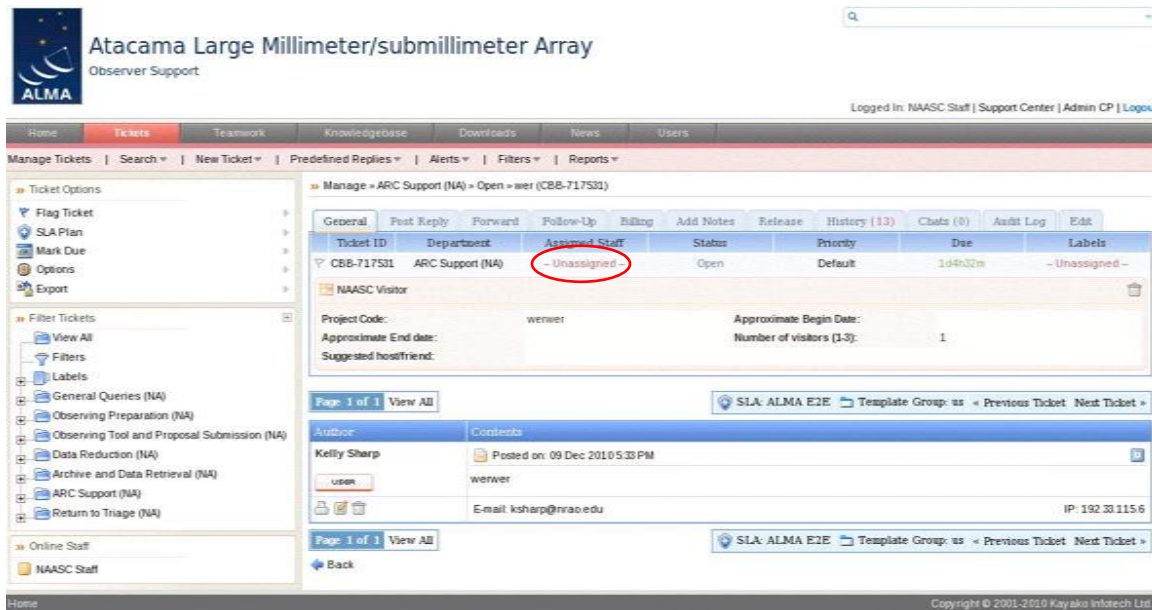 Atacama Large Millimeter/submillimeter Array
Observer Support
ALMA
Logged In: NAASC Staff | Support Center | Admin CP | Logou
Home Tickets Teamwork Knowledgebase Downloads News Users
Manage Tickets | Search | New Ticket | Predefined Replies | Alerts | Filters | Reports
» Ticket Options
Flag Ticket
SLA Plan
Mark Due
Options
Export
» Filter Tickets
View All
Filters
Labels
General Queries (NA)
Observing Preparation (NA)
Observing Tool and Proposal Submission (NA)
Data Reduction (NA)
Archive and Data Retrieval (NA)
ARC Support (NA)
Return to Triage (NA)
» Online Staff
NAASC Staff
» Manage » ARC Support (NA) » Open » wer (CBB-717531)
General Post Reply Forward Follow-Up Billing Add Notes Release History (13) Chats (0) Audit Log Edit
Ticket ID Department Assigned Staff Status Priority Due Labels
CBB-717531 ARC Support (NA) -- Unassigned -- Open Default 1d4h32m -- Unassigned --
NAASC Visitor
Project Code: werwer Approximate Begin Date:
Approximate End date: Number of visitors (1-3): 1
Suggested host/friend:
Page 1 of 1 View All SLA: ALMA E2E Template Group: us « Previous Ticket Next Ticket »
Author Contents
Kelly Sharp Posted on: 09 Dec 2010 5:33 PM
USER werwer
E-mail: ksharp@nrao.edu IP: 192.33.115.6
Page 1 of 1 View All SLA: ALMA E2E Template Group: us « Previous Ticket Next Ticket »
Back
Home Copyright © 2001-2010 Kayako Infotech Ltd